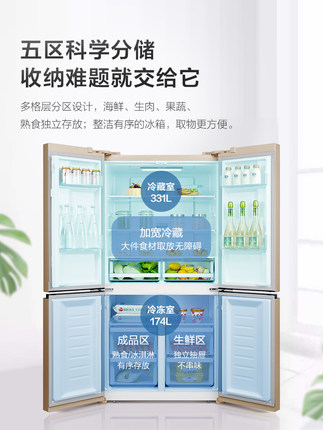 五区科学分储
收纳难题就交给它
多格层分区设计，海鲜、生肉、果蔬、
熟食独立存放；整洁有序的冰箱，取物更方便。
冷藏室
331L
加宽冷藏
大件食材取放无障碍
冷冻室
174L
成品区
熟食/冰淇淋
有序存放
生鲜区
独立抽屉
不串味